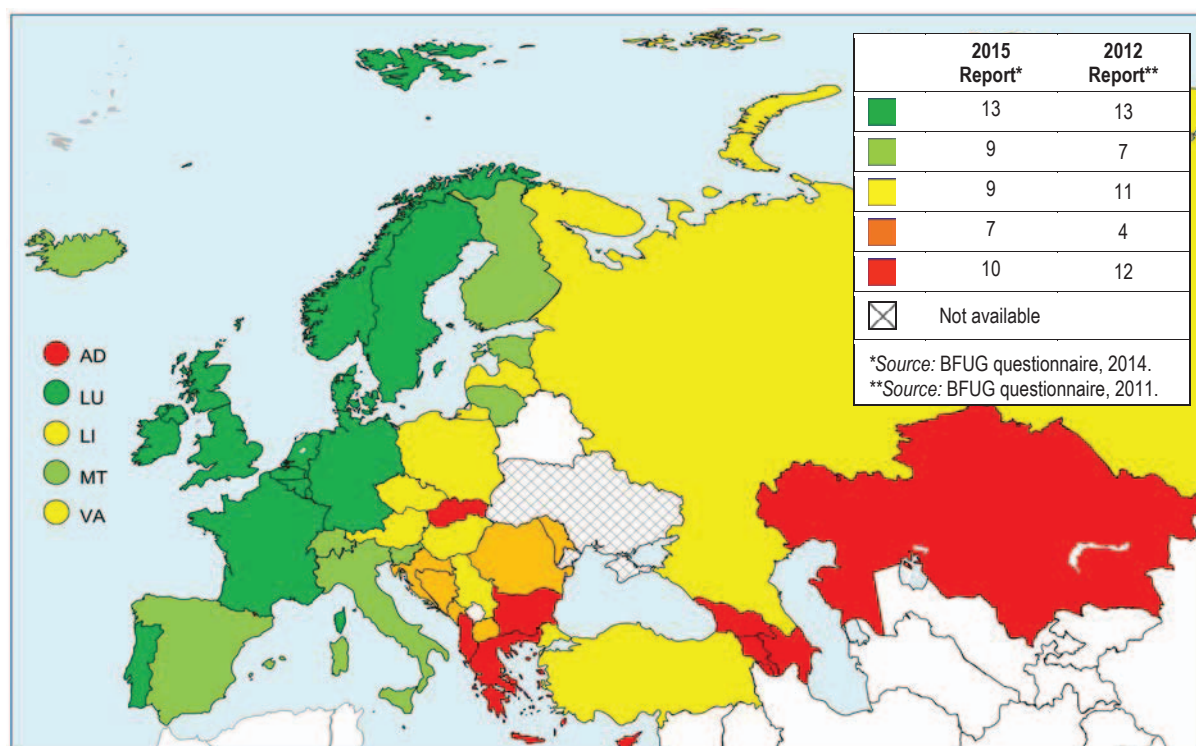 2015 Report* 2012 Report**
13 13
9 7
9 11
7 4
10 12
Not available
*Source: BFUG questionnaire, 2014.
**Source: BFUG questionnaire, 2011.
AD
LU
LI
MT
VA